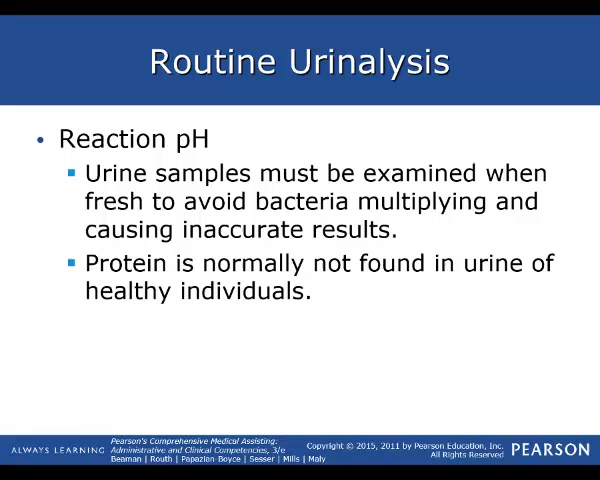 Routine Urinalysis
• Reaction pH
▪ Urine samples must be examined when
fresh to avoid bacteria multiplying and
causing inaccurate results.
▪ Protein is normally not found in urine of
healthy individuals.
ALWAYS LEARNING
Pearson's Comprehensive Medical Assisting:
Administrative and Clinical Competencies, 3/e
Beaman | Routh | Papazian Boyce | Sesser | Mills | Maly
Copyright © 2015, 2011 by Pearson Education, Inc.
All Rights Reserved
PEARSON